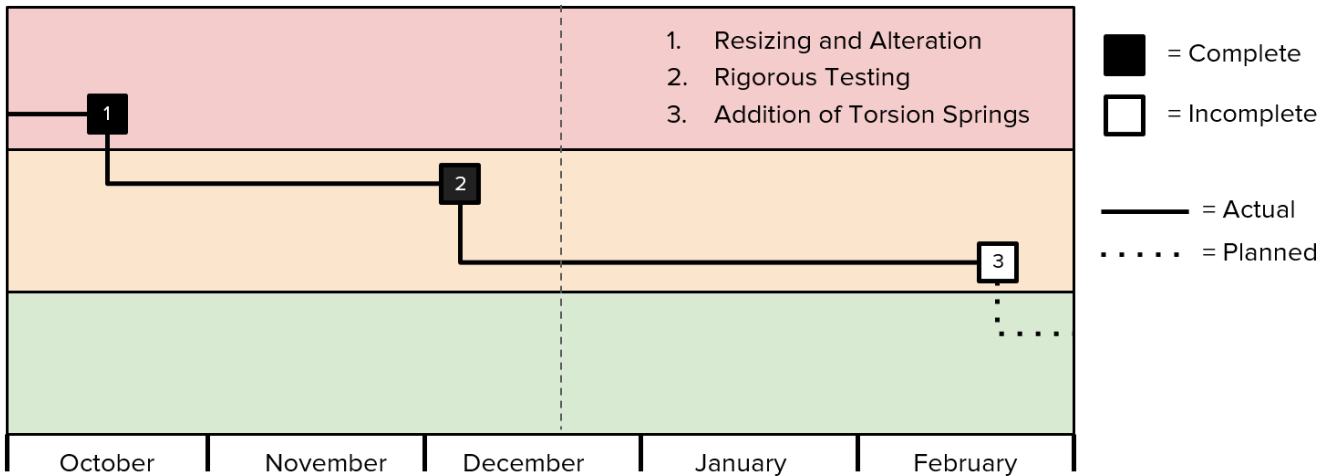 1. Resizing and Alteration
2. Rigorous Testing
3. Addition of Torsion Springs
= Complete
= Incomplete
= Actual
= Planned
1
2
3
October November December January February